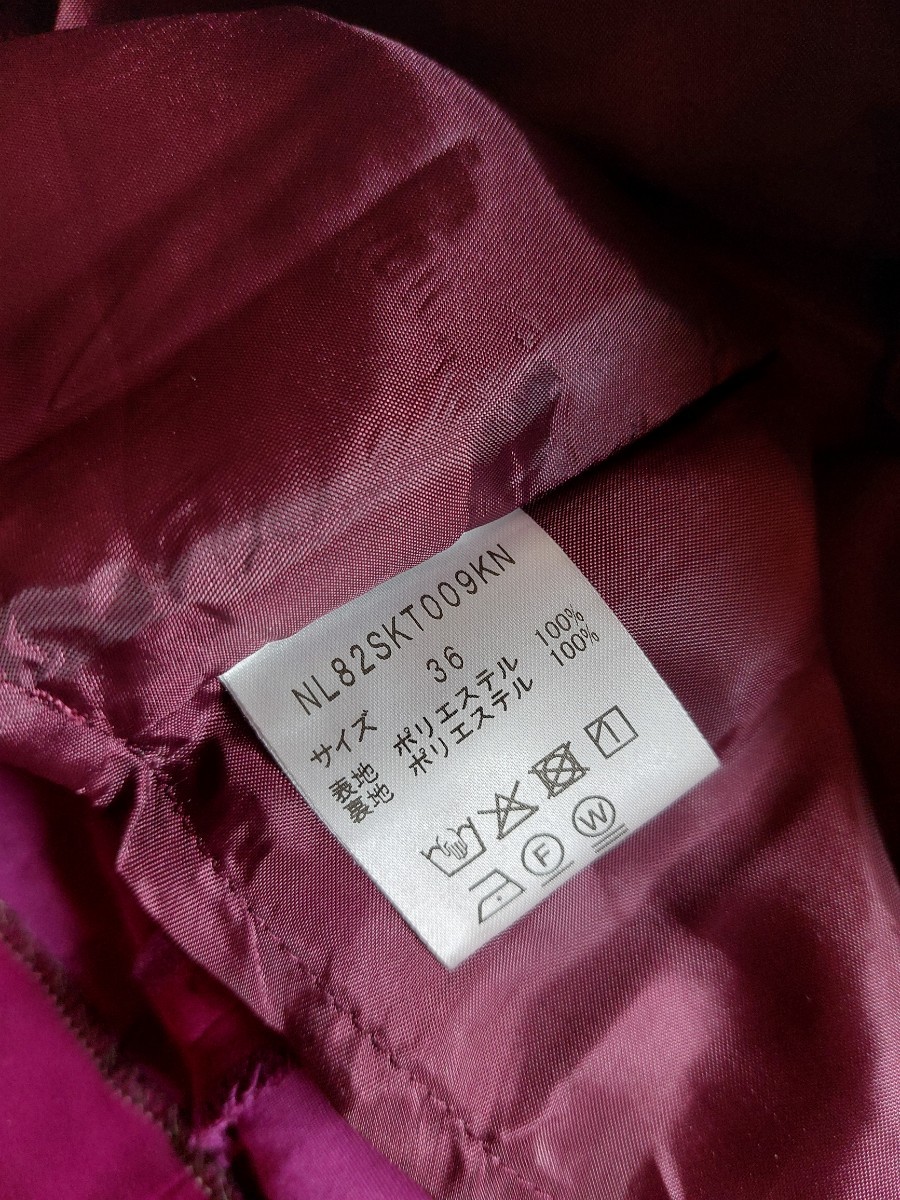 NL82SKT009KN
サイズ 36
表地 ポリエステル 100%
裏地 ポリエステル 100%
F W